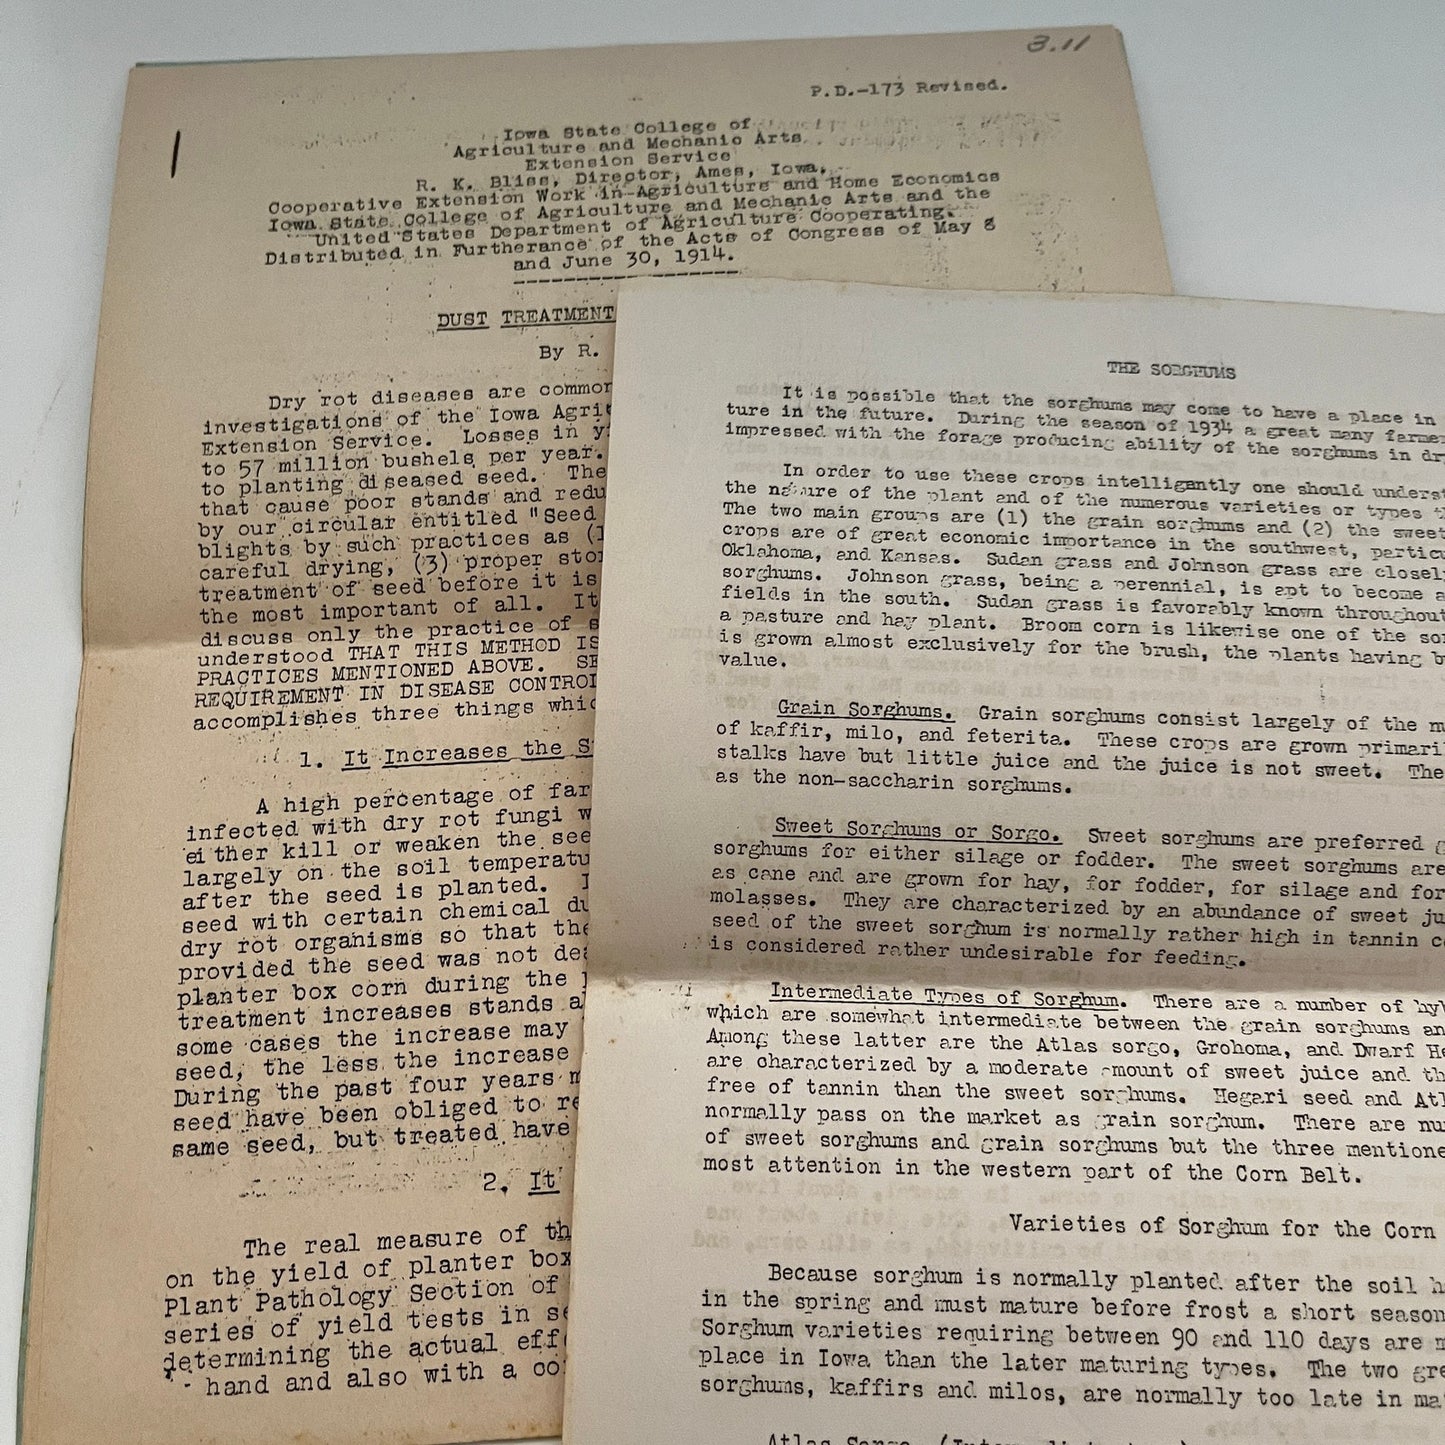 3.11
P.D.-173 Revised.
Iowa State College of
Agriculture and Mechanic Arts
Extension Service
R. K. Bliss, Director, Ames, Iowa.
Cooperative Extension Work in Agriculture and Home Economics
Iowa State College of Agriculture and Mechanic Arts and the
United States Department of Agriculture Cooperating.
Distributed in Furtherance of the Acts of Congress of May 8
and June 30, 1914.
DUST TREATMENT
By R.
Dry rot diseases are common
investigations of the Iowa Agri
Extension Service. Losses in yi
to 57 million bushels per year.
to planting diseased seed. The
that cause poor stands and redu
by our circular entitled "Seed
blights by such practices as (1
careful drying, (3) proper stor
treatment of seed before it is
the most important of all. It
discuss only the practice of s
understood THAT THIS METHOD IS
PRACTICES MENTIONED ABOVE. SE
REQUIREMENT IN DISEASE CONTROL
accomplishes three things whic
1. It Increases the S
A high percentage of far
infected with dry rot fungi w
either kill or weaken the see
largely on the soil temperatu
after the seed is planted. I
seed with certain chemical du
dry rot organisms so that the
provided the seed was not dea
planter box corn during the
treatment increases stands a
some cases the increase may
seed, the less the increase
During the past four years m
seed have been obliged to re
same seed, but treated have
2. It
The real measure of th
on the yield of planter box
Plant Pathology Section of
series of yield tests in se
determining the actual eff
hand and also with a co
THE SORGHUMS
It is possible that the sorghums may come to have a place in
ture in the future. During the season of 1934 a great many farme
impressed with the forage producing ability of the sorghums in dr
In order to use these crops intelligantly one should underst
the nature of the plant and of the numerous varieties or types t
The two main groups are (1) the grain sorghums and (2) the sweet
crops are of great economic importance in the southwest, particu
Oklahoma, and Kansas. Sudan grass and Johnson grass are closel
sorghums. Johnson grass, being a perennial, is apt to become a
fields in the south. Sudan grass is favorably known throughout
a pasture and hay plant. Broom corn is likewise one of the so
is grown almost exclusively for the brush, the plants having b
value.
Grain Sorghums. Grain sorghums consist largely of the m
of kaffir, milo, and feterita. These crops are grown primaril
stalks have but little juice and the juice is not sweet. The
as the non-saccharin sorghums.
Sweet Sorghums or Sorgo. Sweet sorghums are preferred g
sorghums for either silage or fodder. The sweet sorghums are
as cane and are grown for hay, for fodder, for silage and for
molasses. They are characterized by an abundance of sweet ju
seed of the sweet sorghum is normally rather high in tannin c
is considered rather undesirable for feeding.
Intermediate Types of Sorghum. There are a number of hy
which are somewhat intermediate between the grain sorghums an
Among these latter are the Atlas sorgo, Grohoma, and Dwarf He
are characterized by a moderate amount of sweet juice and th
free of tannin than the sweet sorghums. Hegari seed and Atl
normally pass on the market as grain sorghum. There are nu
of sweet sorghums and grain sorghums but the three mentione
most attention in the western part of the Corn Belt.
Varieties of Sorghum for the Corn
Because sorghum is normally planted after the soil h
in the spring and must mature before frost a short season
Sorghum varieties requiring between 90 and 110 days are m
place in Iowa than the later maturing types. The two gre
sorghums, kaffirs and milos, are normally too late in ma
Atlas Sorgo